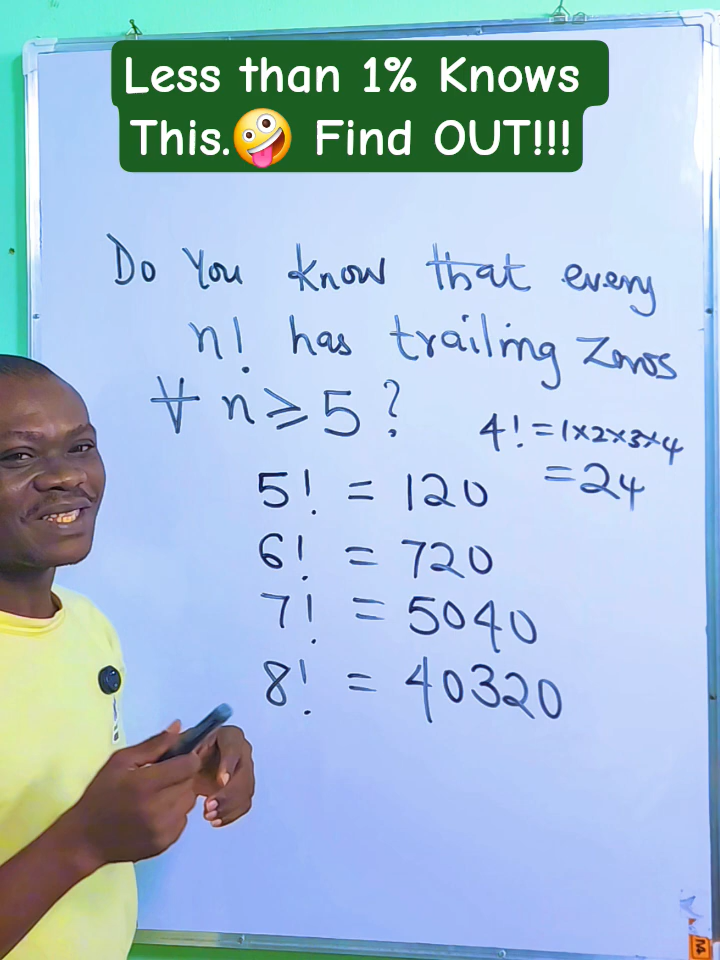 Less than 1% Knows
This.🤪 Find OUT!!!
Do You know that every
n! has trailing Zeros
∀ n ≥ 5?
4! = 1×2×3×4
= 24
5! = 120
6! = 720
7! = 5040
8! = 40320